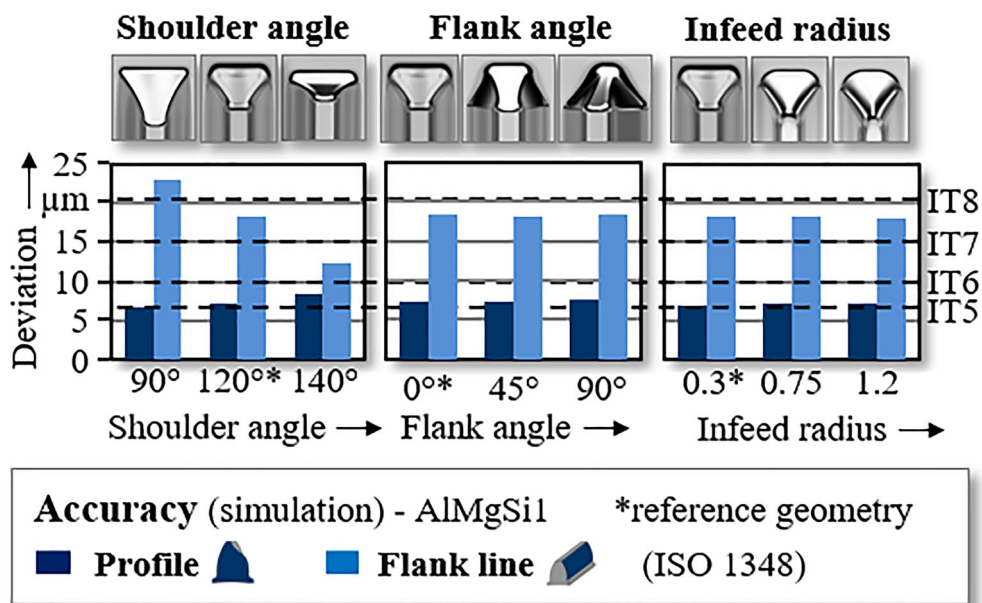 Shoulder angle Flank angle Infeed radius
25
μm
15
10
5
0
Deviation
IT8
IT7
IT6
IT5
90° 120°* 140° 0°* 45° 90° 0.3* 0.75 1.2
Shoulder angle Flank angle Infeed radius
Accuracy (simulation) - AlMgSi1 *reference geometry
Profile Flank line (ISO 1348)